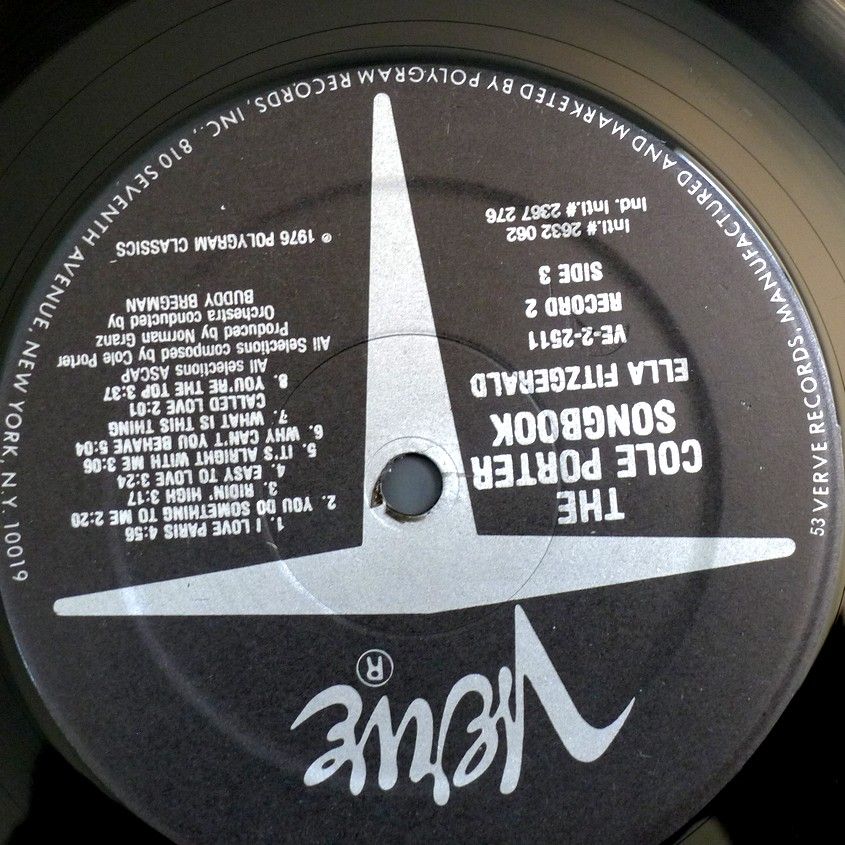 Verve
®
THE
COLE PORTER
SONGBOOK
ELLA FITZGERALD
VE-2-2511
RECORD 2
SIDE 3
Intl.# 2632 062
Ind. Intl.# 2367 276
1. I LOVE PARIS 4:56
2. YOU DO SOMETHING TO ME 2:20
3. RIDIN' HIGH 3:17
4. EASY TO LOVE 3:24
5. IT'S ALRIGHT WITH ME 3:06
6. WHY CAN'T YOU BEHAVE 5:04
7. WHAT IS THIS THING
CALLED LOVE 2:01
8. YOU'RE THE TOP 3:37
All selections ASCAP
All Selections composed by Cole Porter
Produced by Norman Granz
Orchestra conducted by
BUDDY BREGMAN
℗ 1976 POLYGRAM CLASSICS
53 VERVE RECORDS, MANUFACTURED AND MARKETED BY POLYGRAM RECORDS, INC., 810 SEVENTH AVENUE, NEW YORK, N.Y. 10019